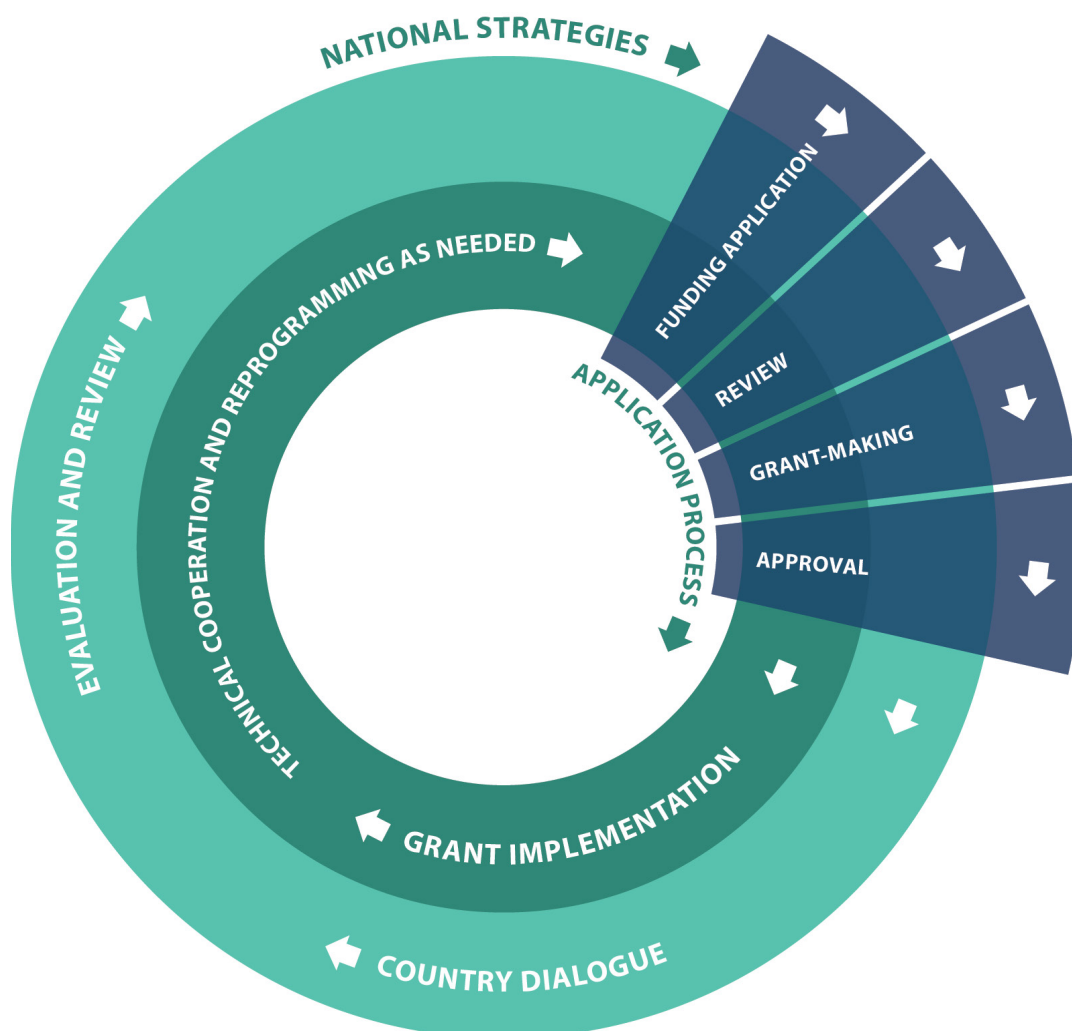 NATIONAL STRATEGIES
FUNDING APPLICATION
REVIEW
GRANT-MAKING
APPROVAL
APPLICATION PROCESS
GRANT IMPLEMENTATION
TECHNICAL COOPERATION AND REPROGRAMMING AS NEEDED
COUNTRY DIALOGUE
EVALUATION AND REVIEW